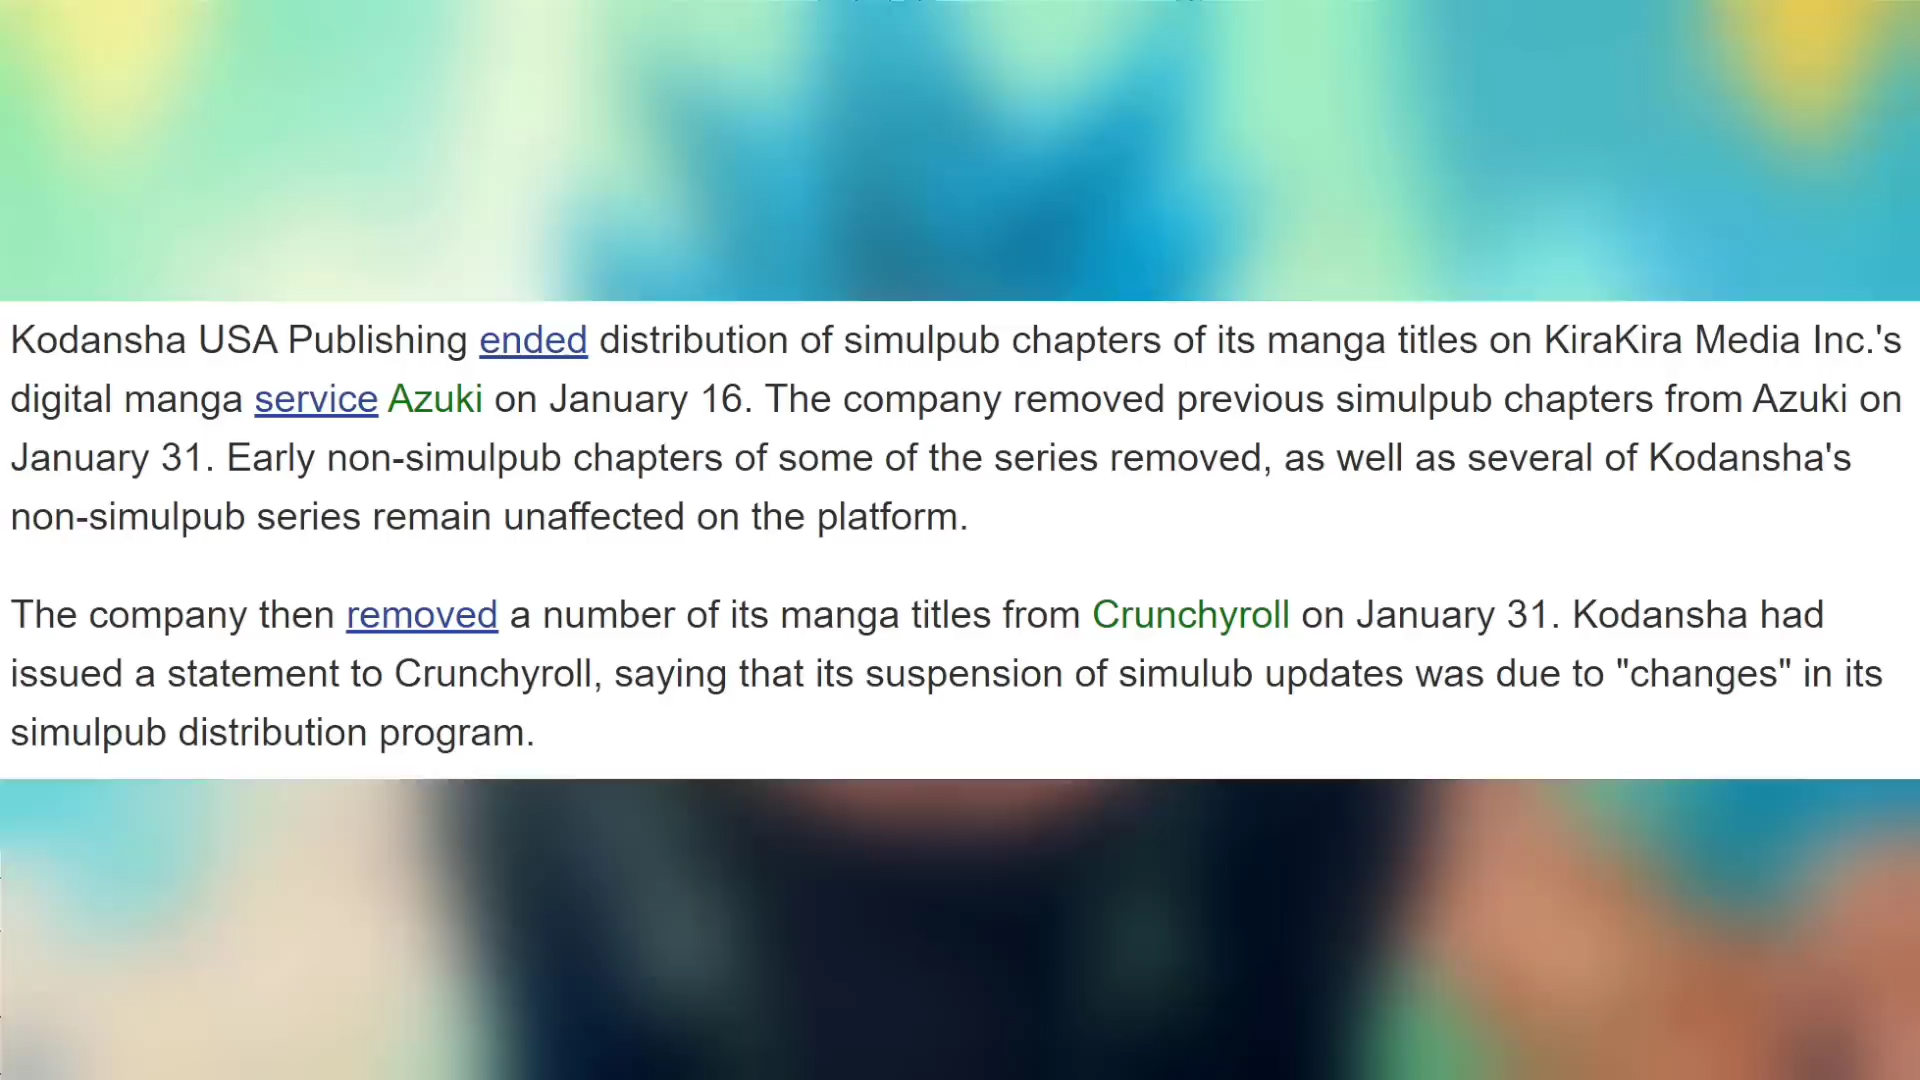 Kodansha USA Publishing ended distribution of simulpub chapters of its manga titles on KiraKira Media Inc.'s
digital manga service Azuki on January 16. The company removed previous simulpub chapters from Azuki on
January 31. Early non-simulpub chapters of some of the series removed, as well as several of Kodansha's
non-simulpub series remain unaffected on the platform.
The company then removed a number of its manga titles from Crunchyroll on January 31. Kodansha had
issued a statement to Crunchyroll, saying that its suspension of simulub updates was due to "changes" in its
simulpub distribution program.